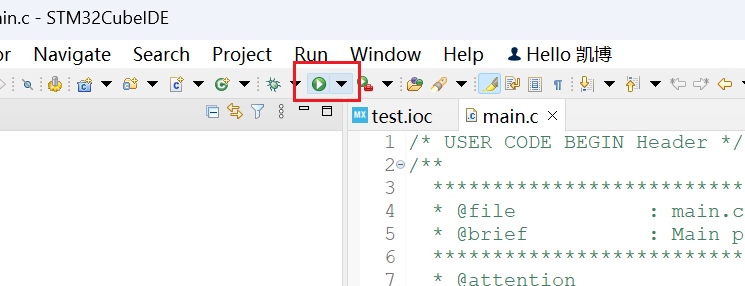 ain.c - STM32CubeIDE
or Navigate Search Project Run Window Help Hello 凯博
MX test.ioc .c main.c
1 /* USER CODE BEGIN Header */
2 /**
3 ***************************
4 * @file : main.c
5 * @brief : Main p
6 ***************************
7 * @attention